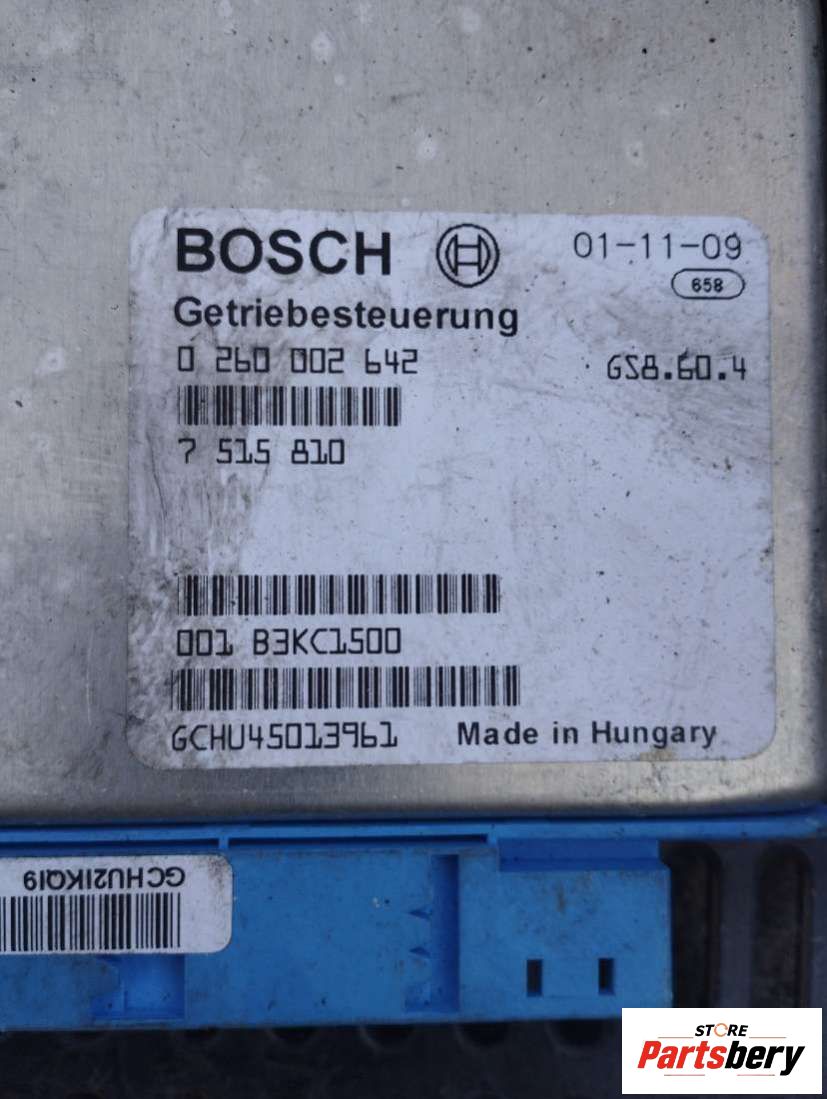 BOSCH 01-11-09
658
Getriebesteuerung
0 260 002 642 GS8.60.4
7 515 810
001 B3KC1500
GCHU45013961 Made in Hungary
GCHU21KQI9
STORE
Partsbery